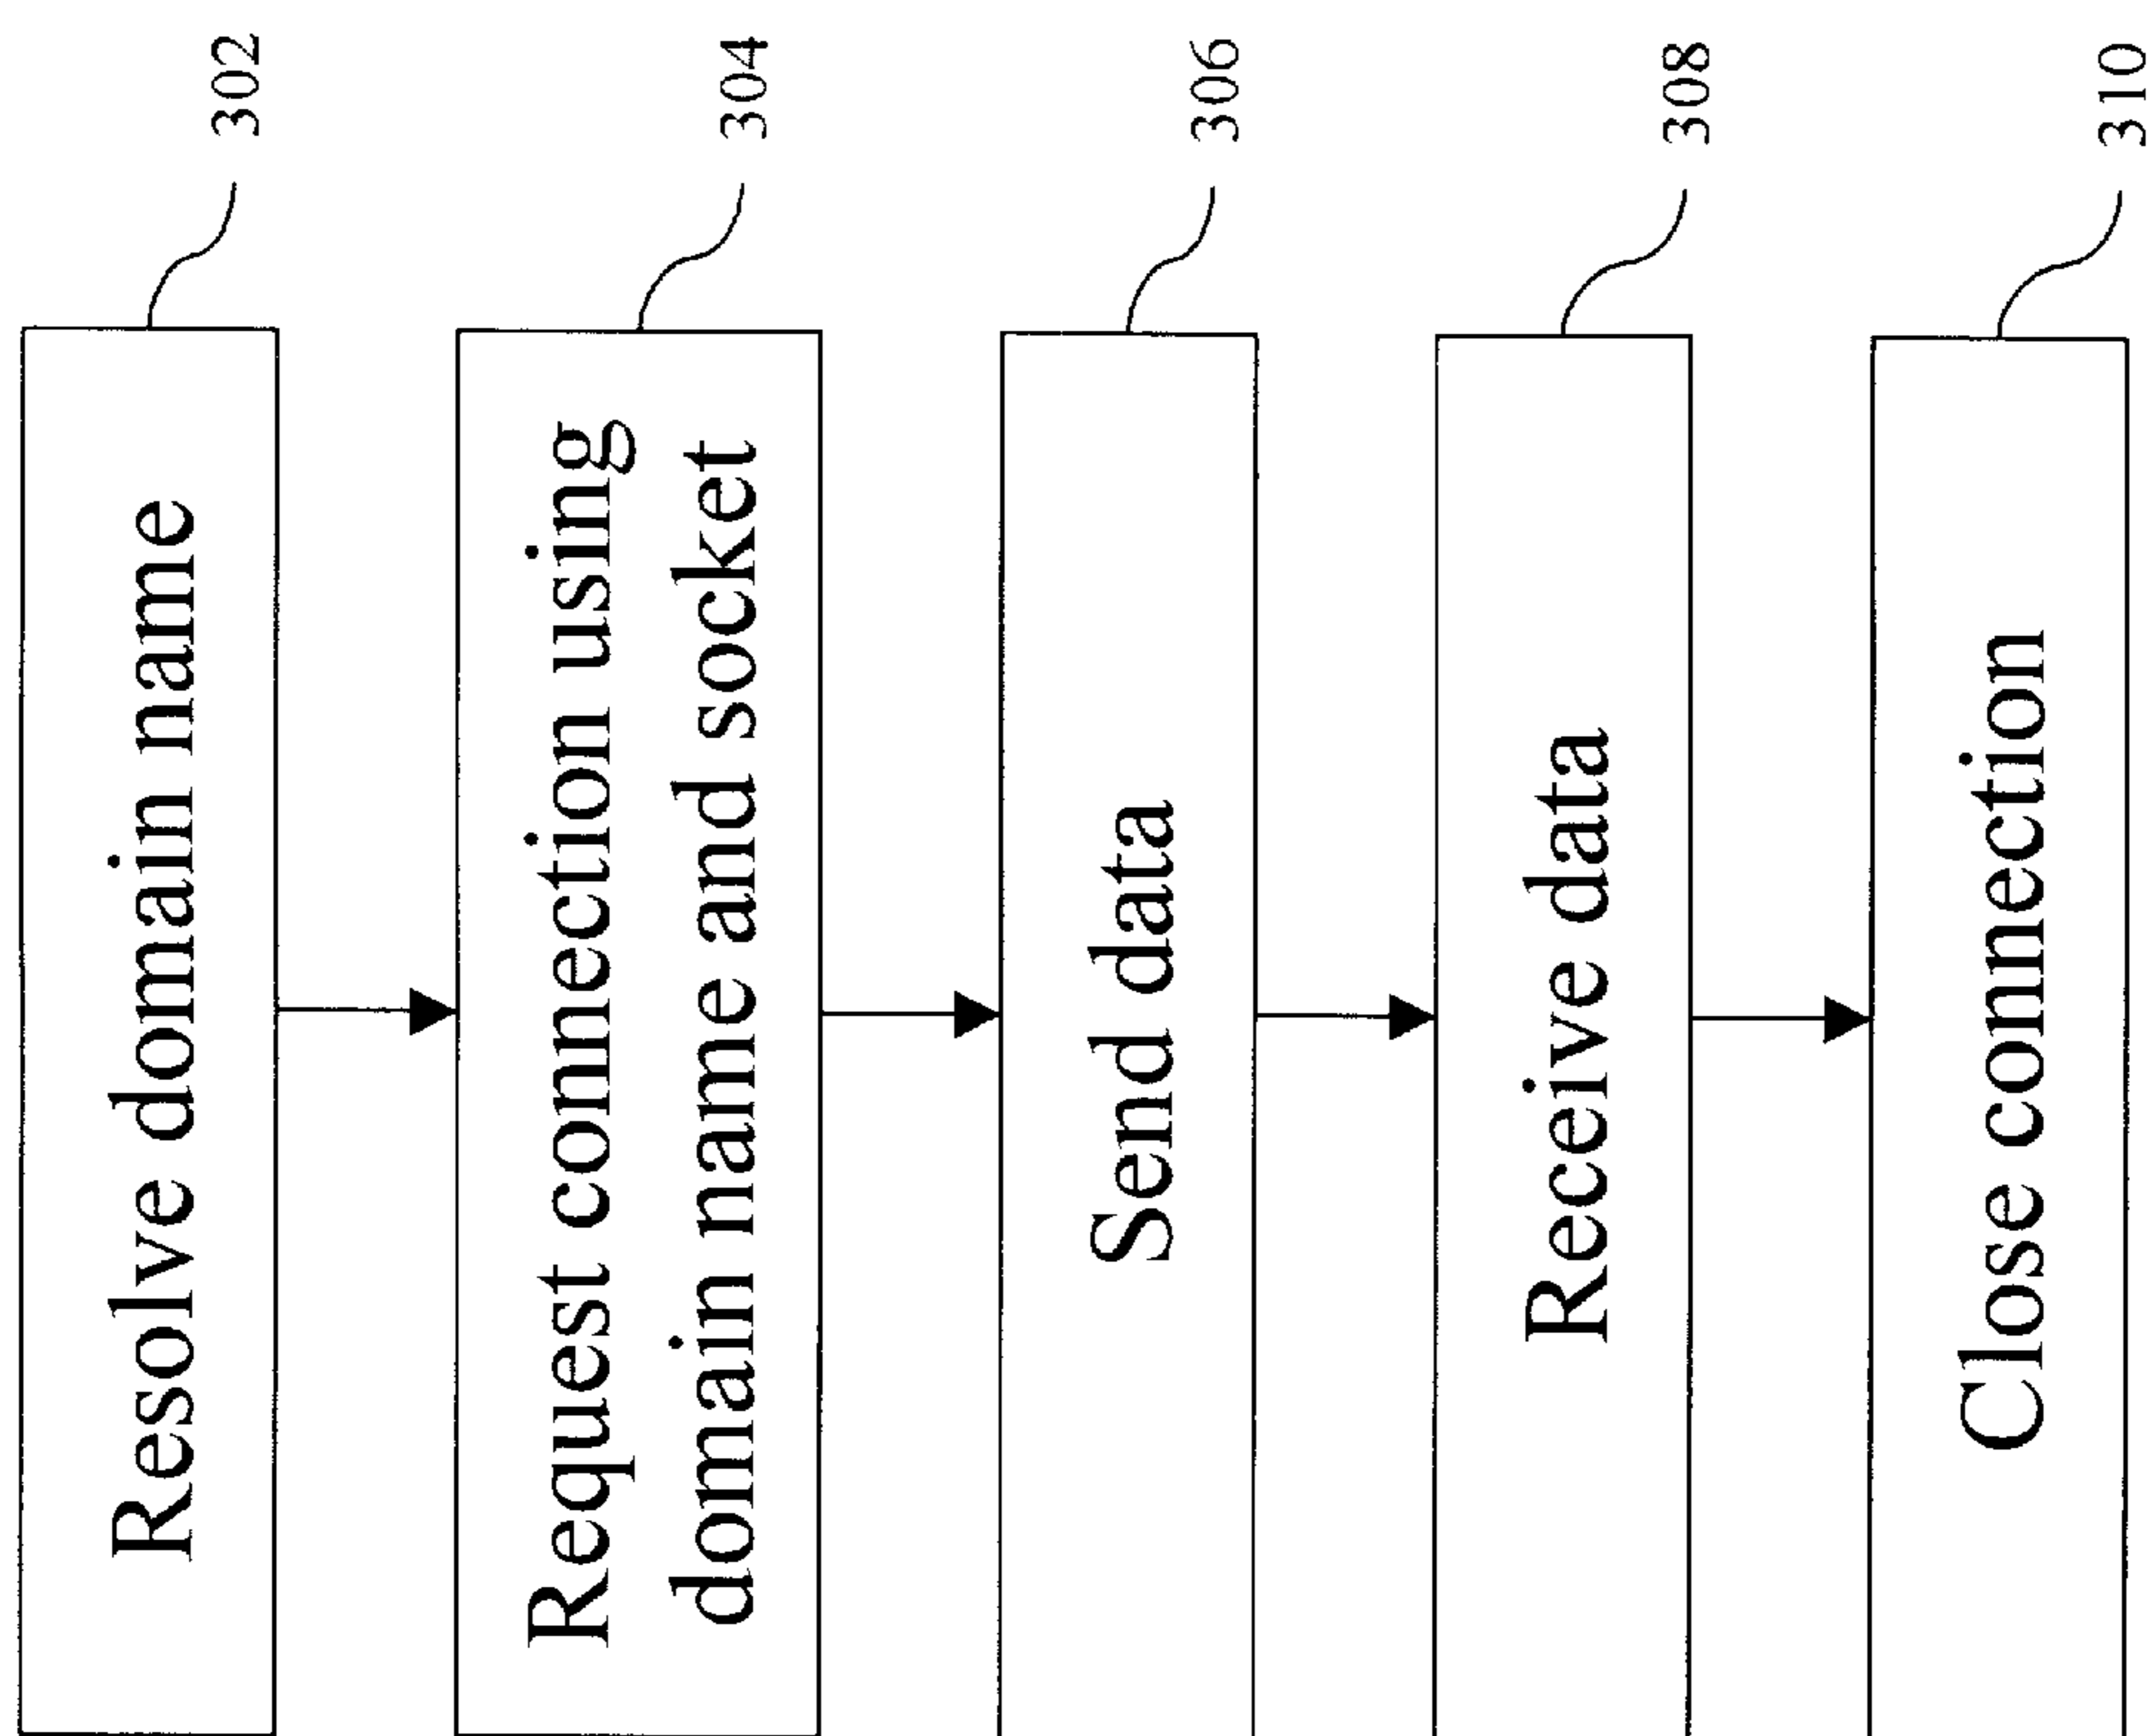 Resolve domain name
302
Request connection using
domain name and socket
304
Send data
306
Receive data
308
Close connection
310